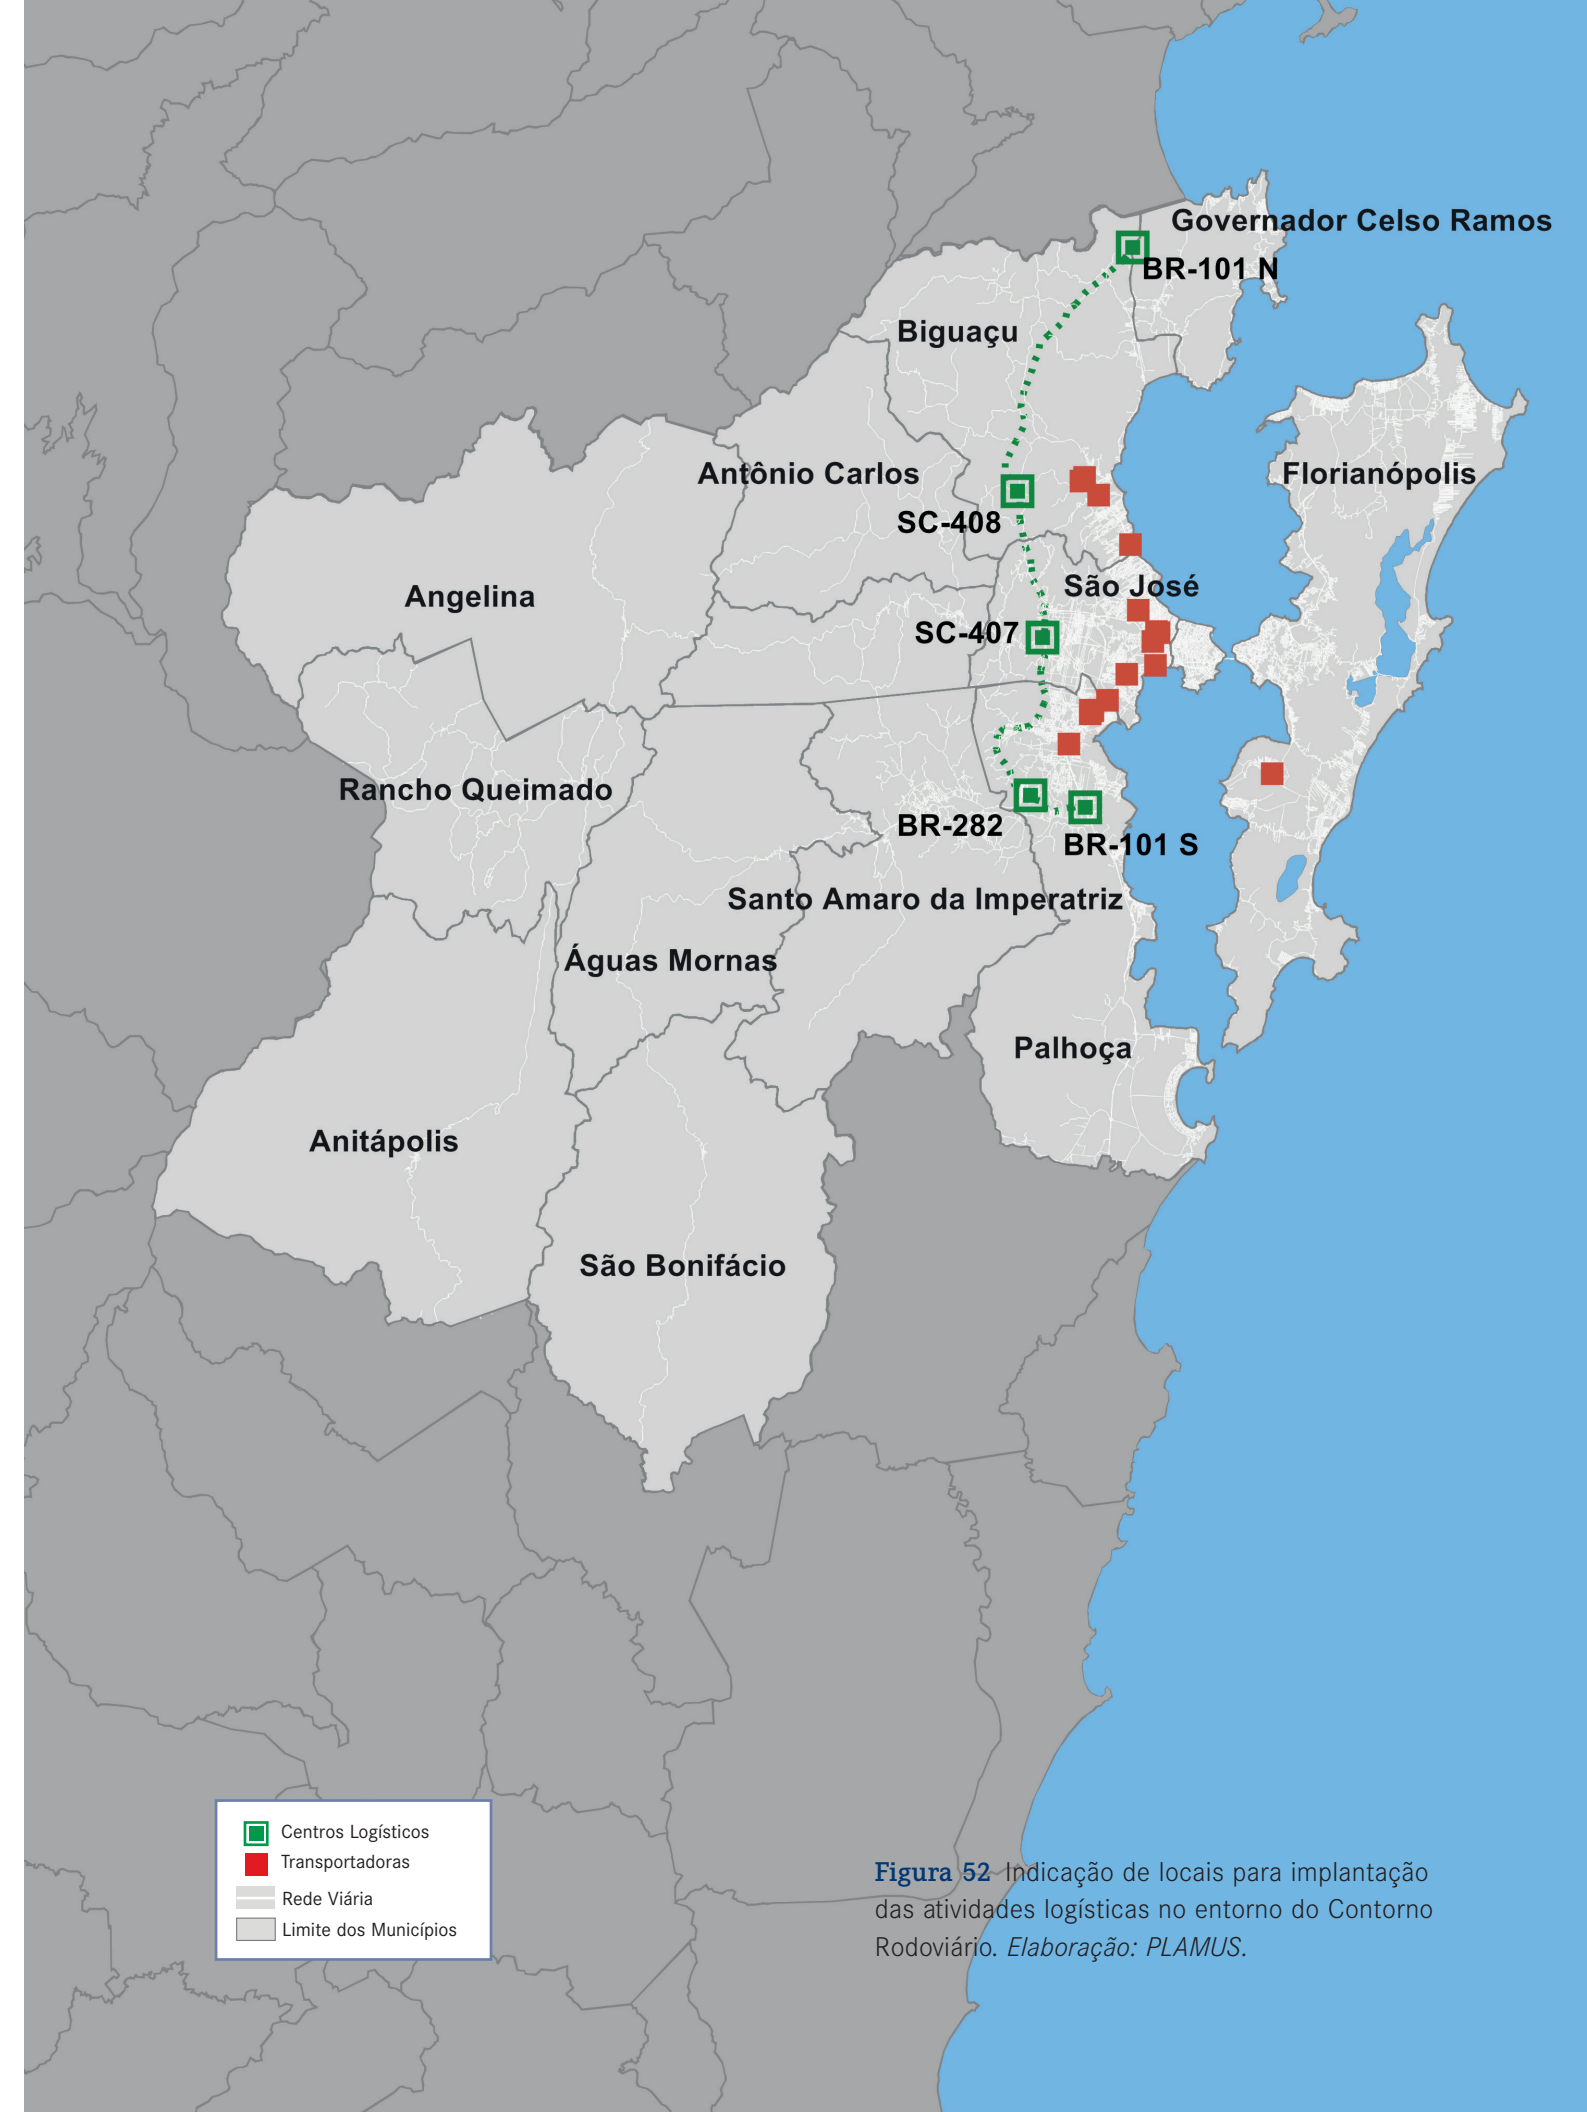 Governador Celso Ramos
BR-101 N
Biguaçu
Antônio Carlos
Florianópolis
SC-408
São José
Angelina
SC-407
Rancho Queimado
BR-282
BR-101 S
Santo Amaro da Imperatriz
Águas Mornas
Palhoça
Anitápolis
São Bonifácio
Centros Logísticos
Transportadoras
Rede Viária
Limite dos Municípios
Figura 52 Indicação de locais para implantação
das atividades logísticas no entorno do Contorno
Rodoviário. Elaboração: PLAMUS.